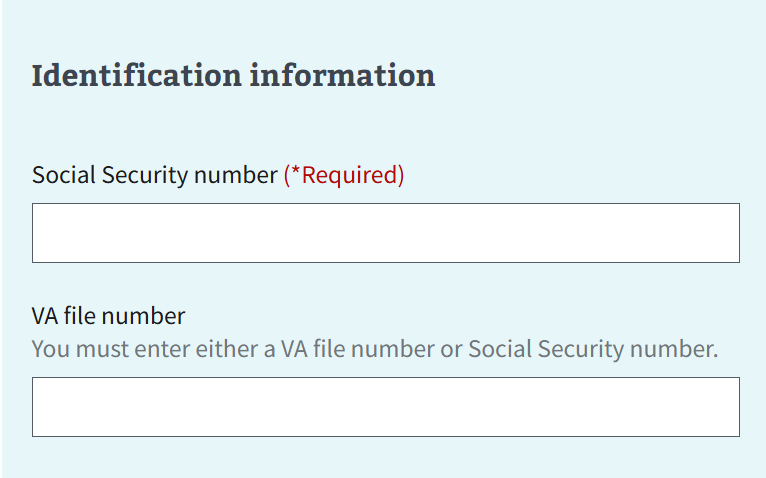 Identification information
Social Security number (*Required)
VA file number
You must enter either a VA file number or Social Security number.